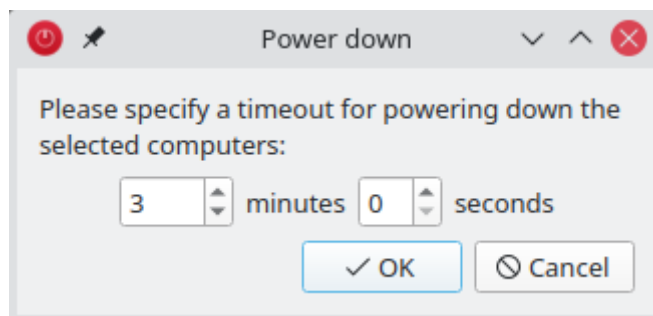 Power down
Please specify a timeout for powering down the
selected computers:
3 minutes 0 seconds
OK Cancel